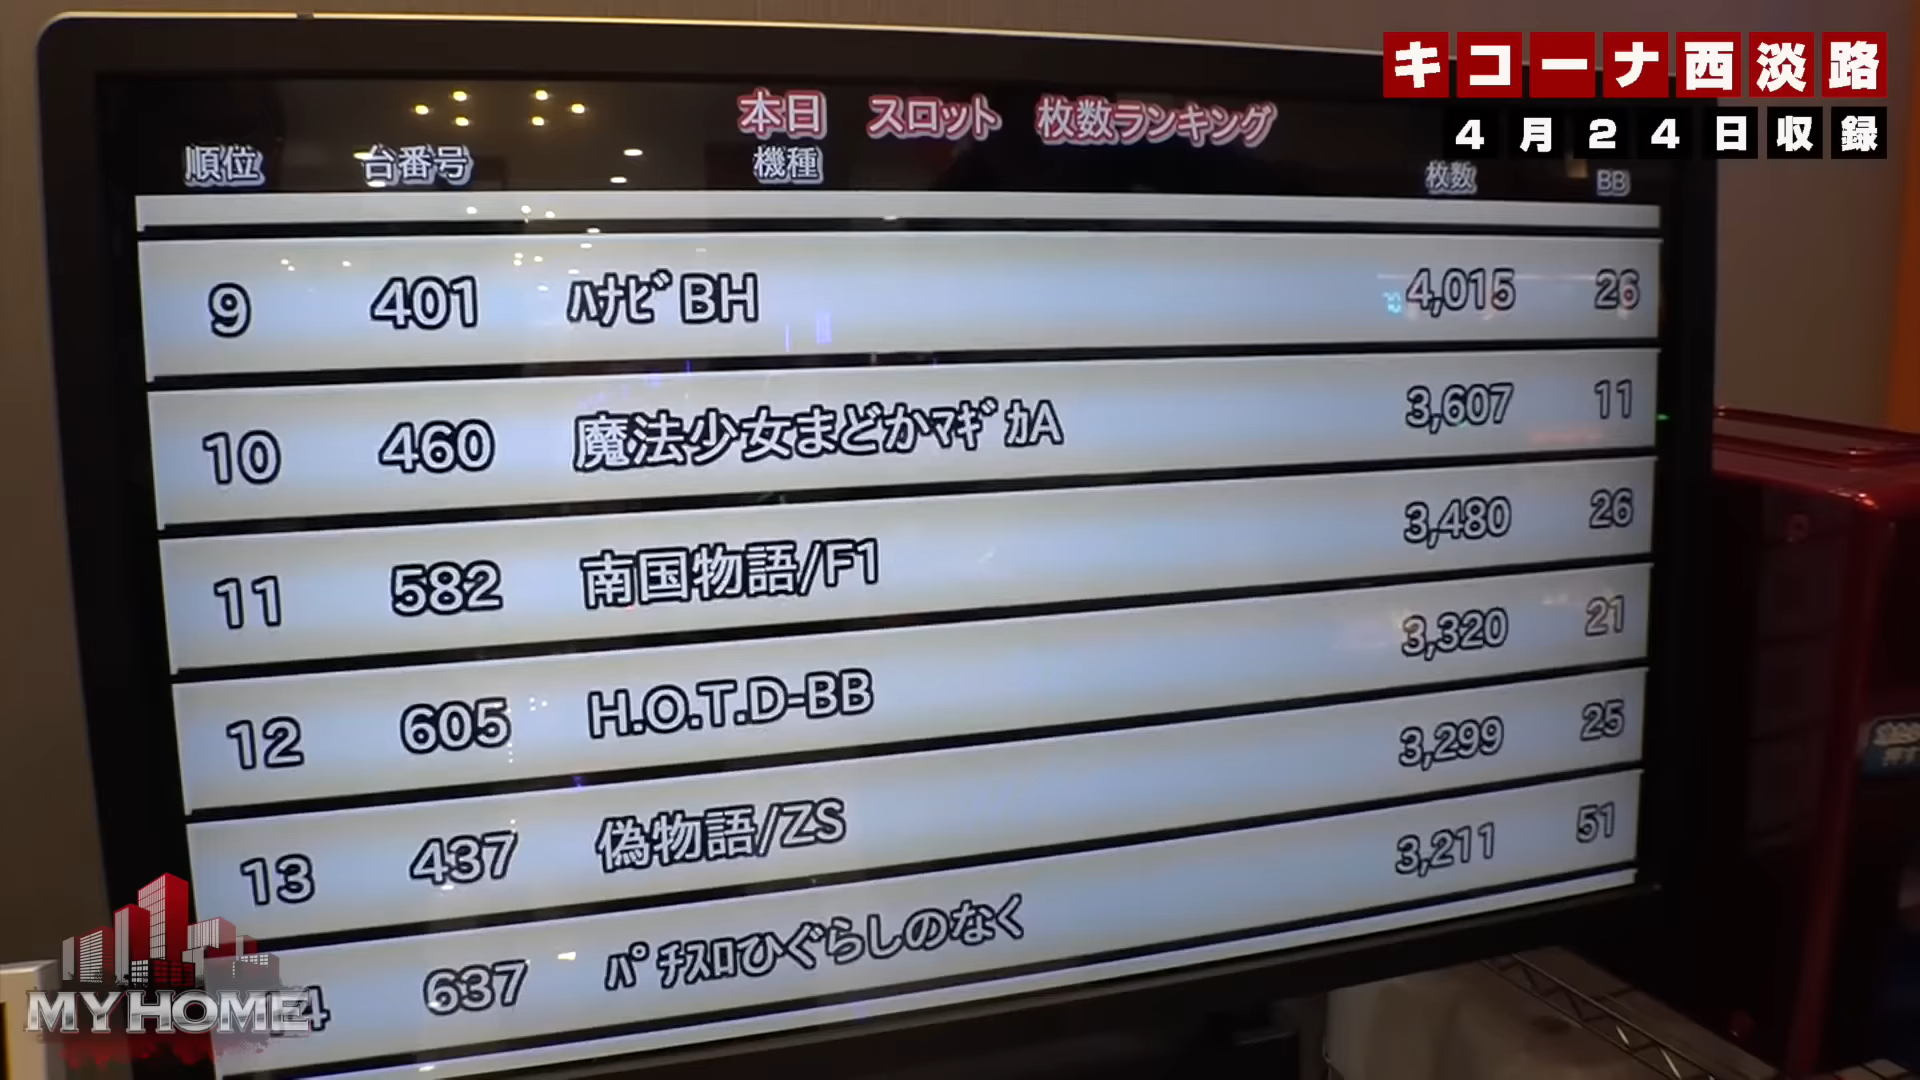 キコーナ西淡路
4月24日収録
本日 スロット 枚数ランキング
順位 台番号 機種 枚数 BB
9 401 ﾊﾅﾋﾞBH 4,015 26
10 460 魔法少女まどかﾏｷﾞｶA 3,607 11
11 582 南国物語/F1 3,480 26
12 605 H.O.T.D-BB 3,320 21
13 437 偽物語/ZS 3,299 25
14 637 ﾊﾟﾁｽﾛひぐらしのなく 3,211 51
MYHOME